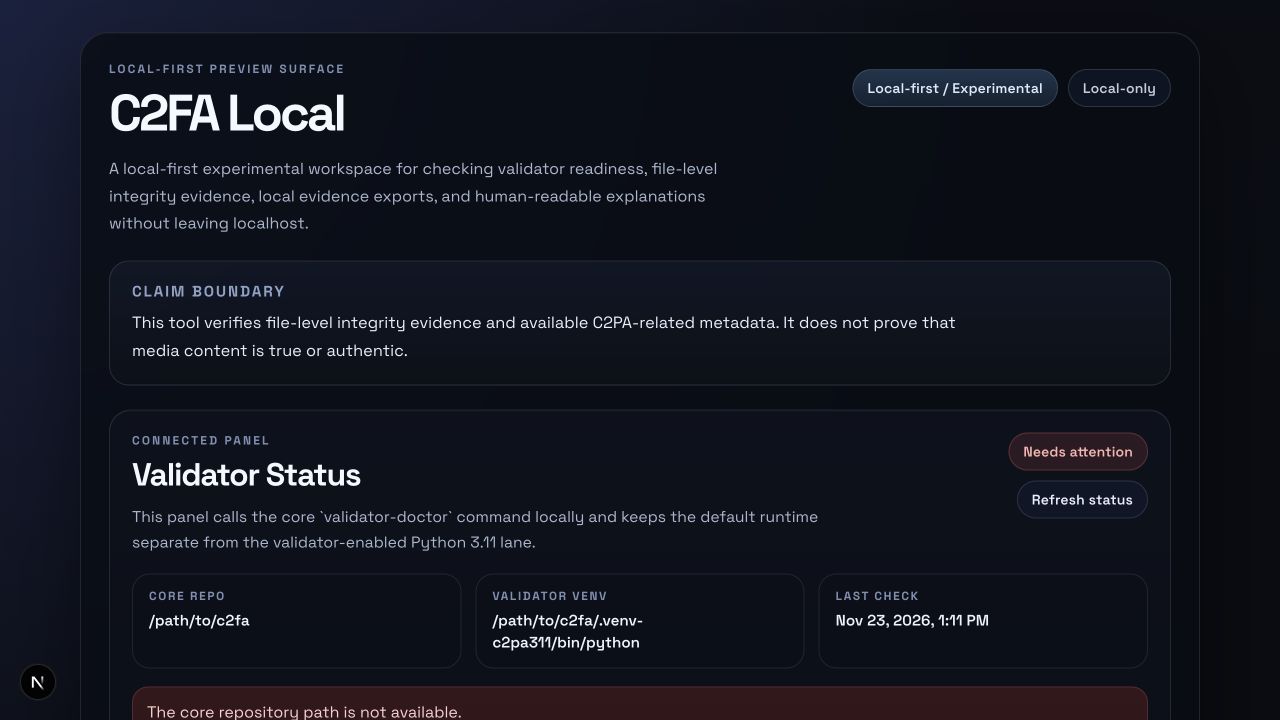 LOCAL-FIRST PREVIEW SURFACE
C2FA Local
Local-first / Experimental
Local-only
A local-first experimental workspace for checking validator readiness, file-level
integrity evidence, local evidence exports, and human-readable explanations
without leaving localhost.
CLAIM BOUNDARY
This tool verifies file-level integrity evidence and available C2PA-related metadata. It does not prove that
media content is true or authentic.
CONNECTED PANEL
Validator Status
Needs attention
Refresh status
This panel calls the core `validator-doctor` command locally and keeps the default runtime
separate from the validator-enabled Python 3.11 lane.
CORE REPO
/path/to/c2fa
VALIDATOR VENV
/path/to/c2fa/.venv-
c2pa311/bin/python
LAST CHECK
Nov 23, 2026, 1:11 PM
N
The core repository path is not available.